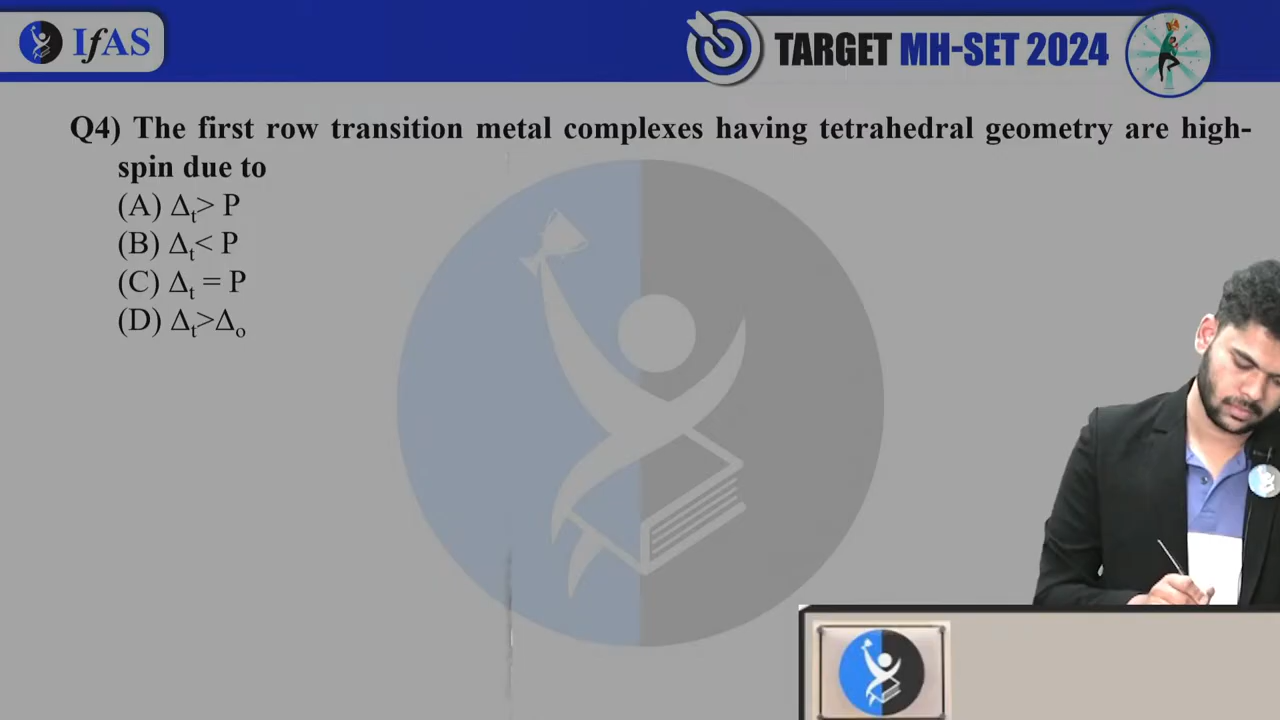 IfAS
TARGET MH-SET 2024
Q4) The first row transition metal complexes having tetrahedral geometry are high-
spin due to
(A) Δₜ> P
(B) Δₜ< P
(C) Δₜ = P
(D) Δₜ>Δₒ